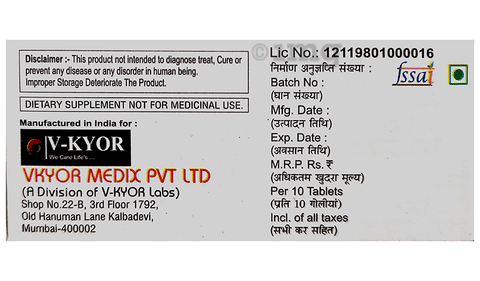 Disclaimer :- This product not intended to diagnose treat, Cure or
prevent any disease or any disorder in human being.
Improper Storage Deteriorate The Product.
DIETARY SUPPLEMENT NOT FOR MEDICINAL USE.
Manufactured in India for :
V-KYOR
We Care Life's....
VKYOR MEDIX PVT LTD
(A Division of V-KYOR Labs)
Shop No.22-B, 3rd Floor 1792,
Old Hanuman Lane Kalbadevi,
Mumbai-400002
Lic No.: 12119801000016
निर्माण अनुज्ञप्ति संख्या :
fssai
Batch No :
(घान संख्या)
Mfg. Date :
(उत्पादन तिथि)
Exp. Date :
(अवसान तिथि)
M.R.P. Rs. ₹
(अधिकतम खुदरा मूल्य)
Per 10 Tablets
(प्रति 10 गोलीयां)
Incl. of all taxes
(सभी कर सहित)